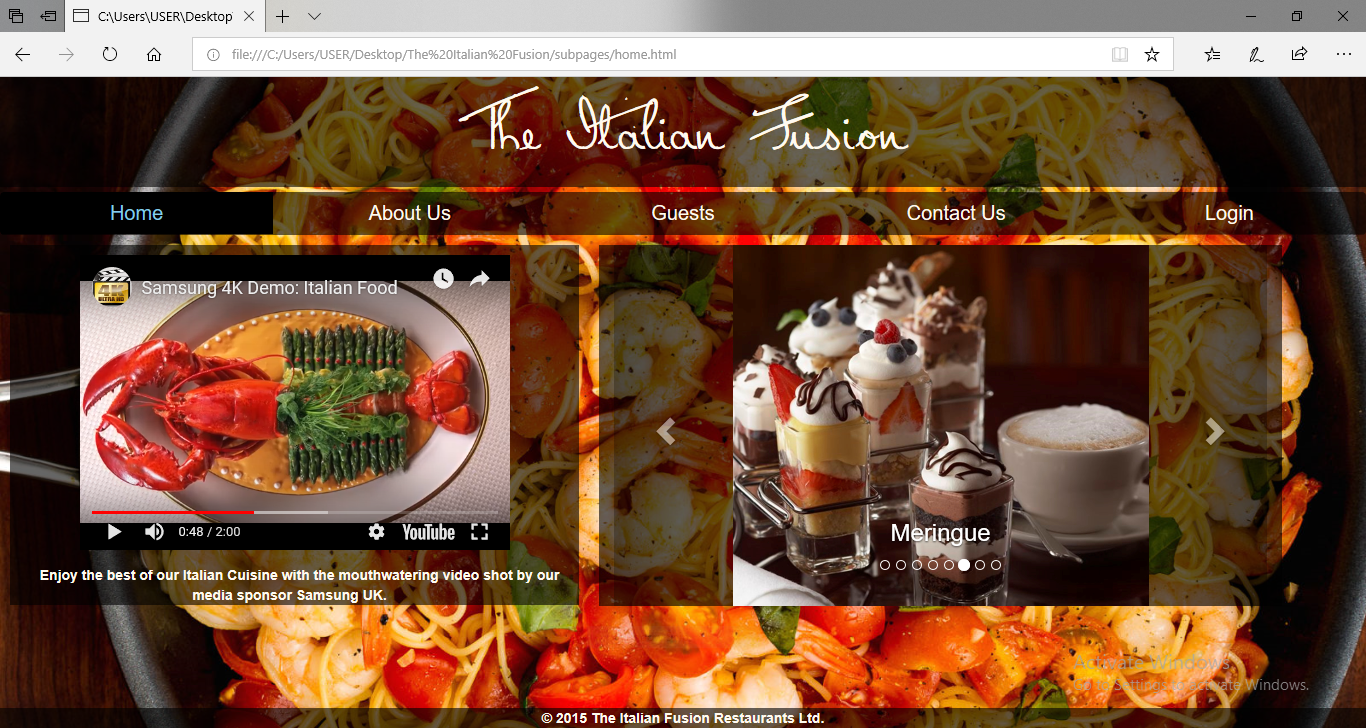 C:\Users\USER\Desktop'
file:///C:/Users/USER/Desktop/The%20Italian%20Fusion/subpages/home.html
The Italian Fusion
Home About Us Guests Contact Us Login
4K
ULTRA HD
Samsung 4K Demo: Italian Food
0:48 / 2:00
YouTube
Enjoy the best of our Italian Cuisine with the mouthwatering video shot by our
media sponsor Samsung UK.
Meringue
Activate Windows
Go to Settings to activate Windows.
© 2015 The Italian Fusion Restaurants Ltd.